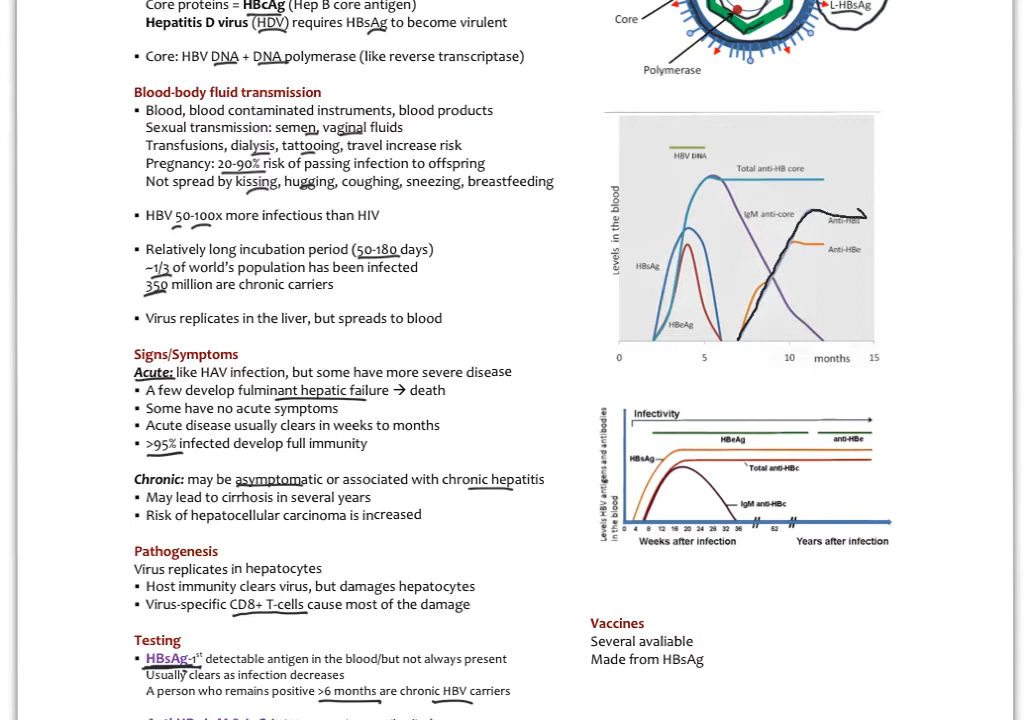 Core proteins = HBcAg (Hep B core antigen)
Hepatitis D virus (HDV) requires HBsAg to become virulent
▪ Core: HBV DNA + DNA polymerase (like reverse transcriptase)
Blood-body fluid transmission
▪ Blood, blood contaminated instruments, blood products
Sexual transmission: semen, vaginal fluids
Transfusions, dialysis, tattooing, travel increase risk
Pregnancy: 20-90% risk of passing infection to offspring
Not spread by kissing, hugging, coughing, sneezing, breastfeeding
▪ HBV 50-100x more infectious than HIV
▪ Relatively long incubation period (50-180 days)
~1/3 of world's population has been infected
350 million are chronic carriers
▪ Virus replicates in the liver, but spreads to blood
Signs/Symptoms
Acute: like HAV infection, but some have more severe disease
▪ A few develop fulminant hepatic failure → death
▪ Some have no acute symptoms
▪ Acute disease usually clears in weeks to months
▪ >95% infected develop full immunity
Chronic: may be asymptomatic or associated with chronic hepatitis
▪ May lead to cirrhosis in several years
▪ Risk of hepatocellular carcinoma is increased
Pathogenesis
Virus replicates in hepatocytes
▪ Host immunity clears virus, but damages hepatocytes
▪ Virus-specific CD8+ T-cells cause most of the damage
Testing
▪ HBsAg-1st detectable antigen in the blood/but not always present
Usually clears as infection decreases
A person who remains positive >6 months are chronic HBV carriers
Core
L-HBsAg
Polymerase
Levels in the blood
HBV DNA
Total anti-HB core
IgM anti-core
Anti-HBs
Anti-HBe
HBsAg
HBeAg
0 5 10 months 15
Levels HBV antigens and antibodies
in the blood
Infectivity
HBeAg
anti-HBe
HBsAg
Total anti-HBc
IgM anti-HBc
0 4 8 12 16 20 24 28 32 36 52
Weeks after infection Years after infection
Vaccines
Several avaliable
Made from HBsAg